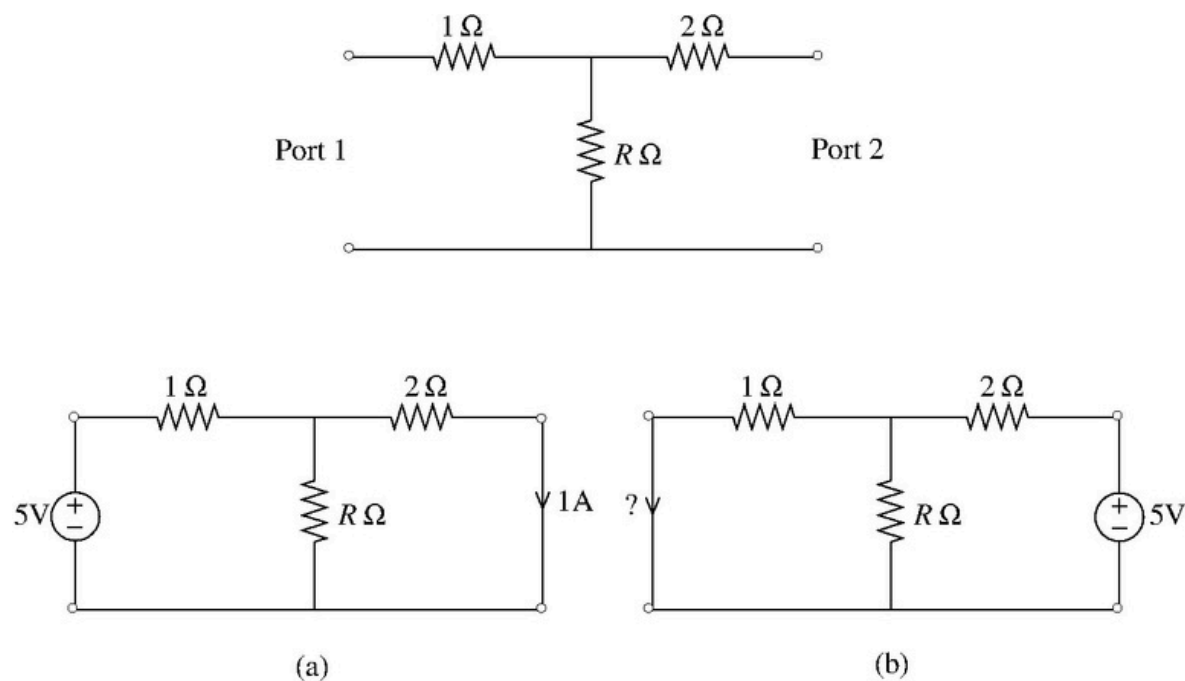 1 Ω 2 Ω
Port 1 R Ω Port 2
1 Ω 2 Ω 1 Ω 2 Ω
5V + − R Ω 1A ? R Ω + − 5V
(a) (b)